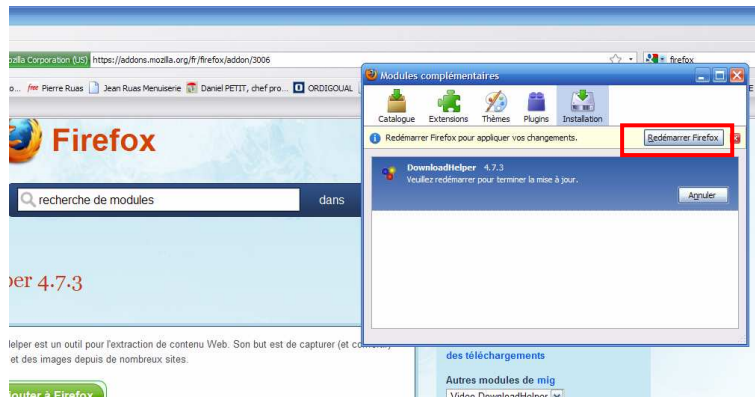 ozilla Corporation (US) https://addons.mozilla.org/fr/firefox/addon/3006
firefox
o... free Pierre Ruas Jean Ruas Menuiserie Daniel PETIT, chef pro... ORDIGOUAL
Firefox
recherche de modules dans
per 4.7.3
Helper est un outil pour l'extraction de contenu Web. Son but est de capturer (et
et des images depuis de nombreux sites.
jouter à Firefox
Modules complémentaires
Catalogue Extensions Thèmes Plugins Installation
Redémarrer Firefox pour appliquer vos changements. Redémarrer Firefox
DownloadHelper 4.7.3
Veuillez redémarrer pour terminer la mise à jour.
Annuler
des téléchargements
Autres modules de mig
Video DownloadHelper